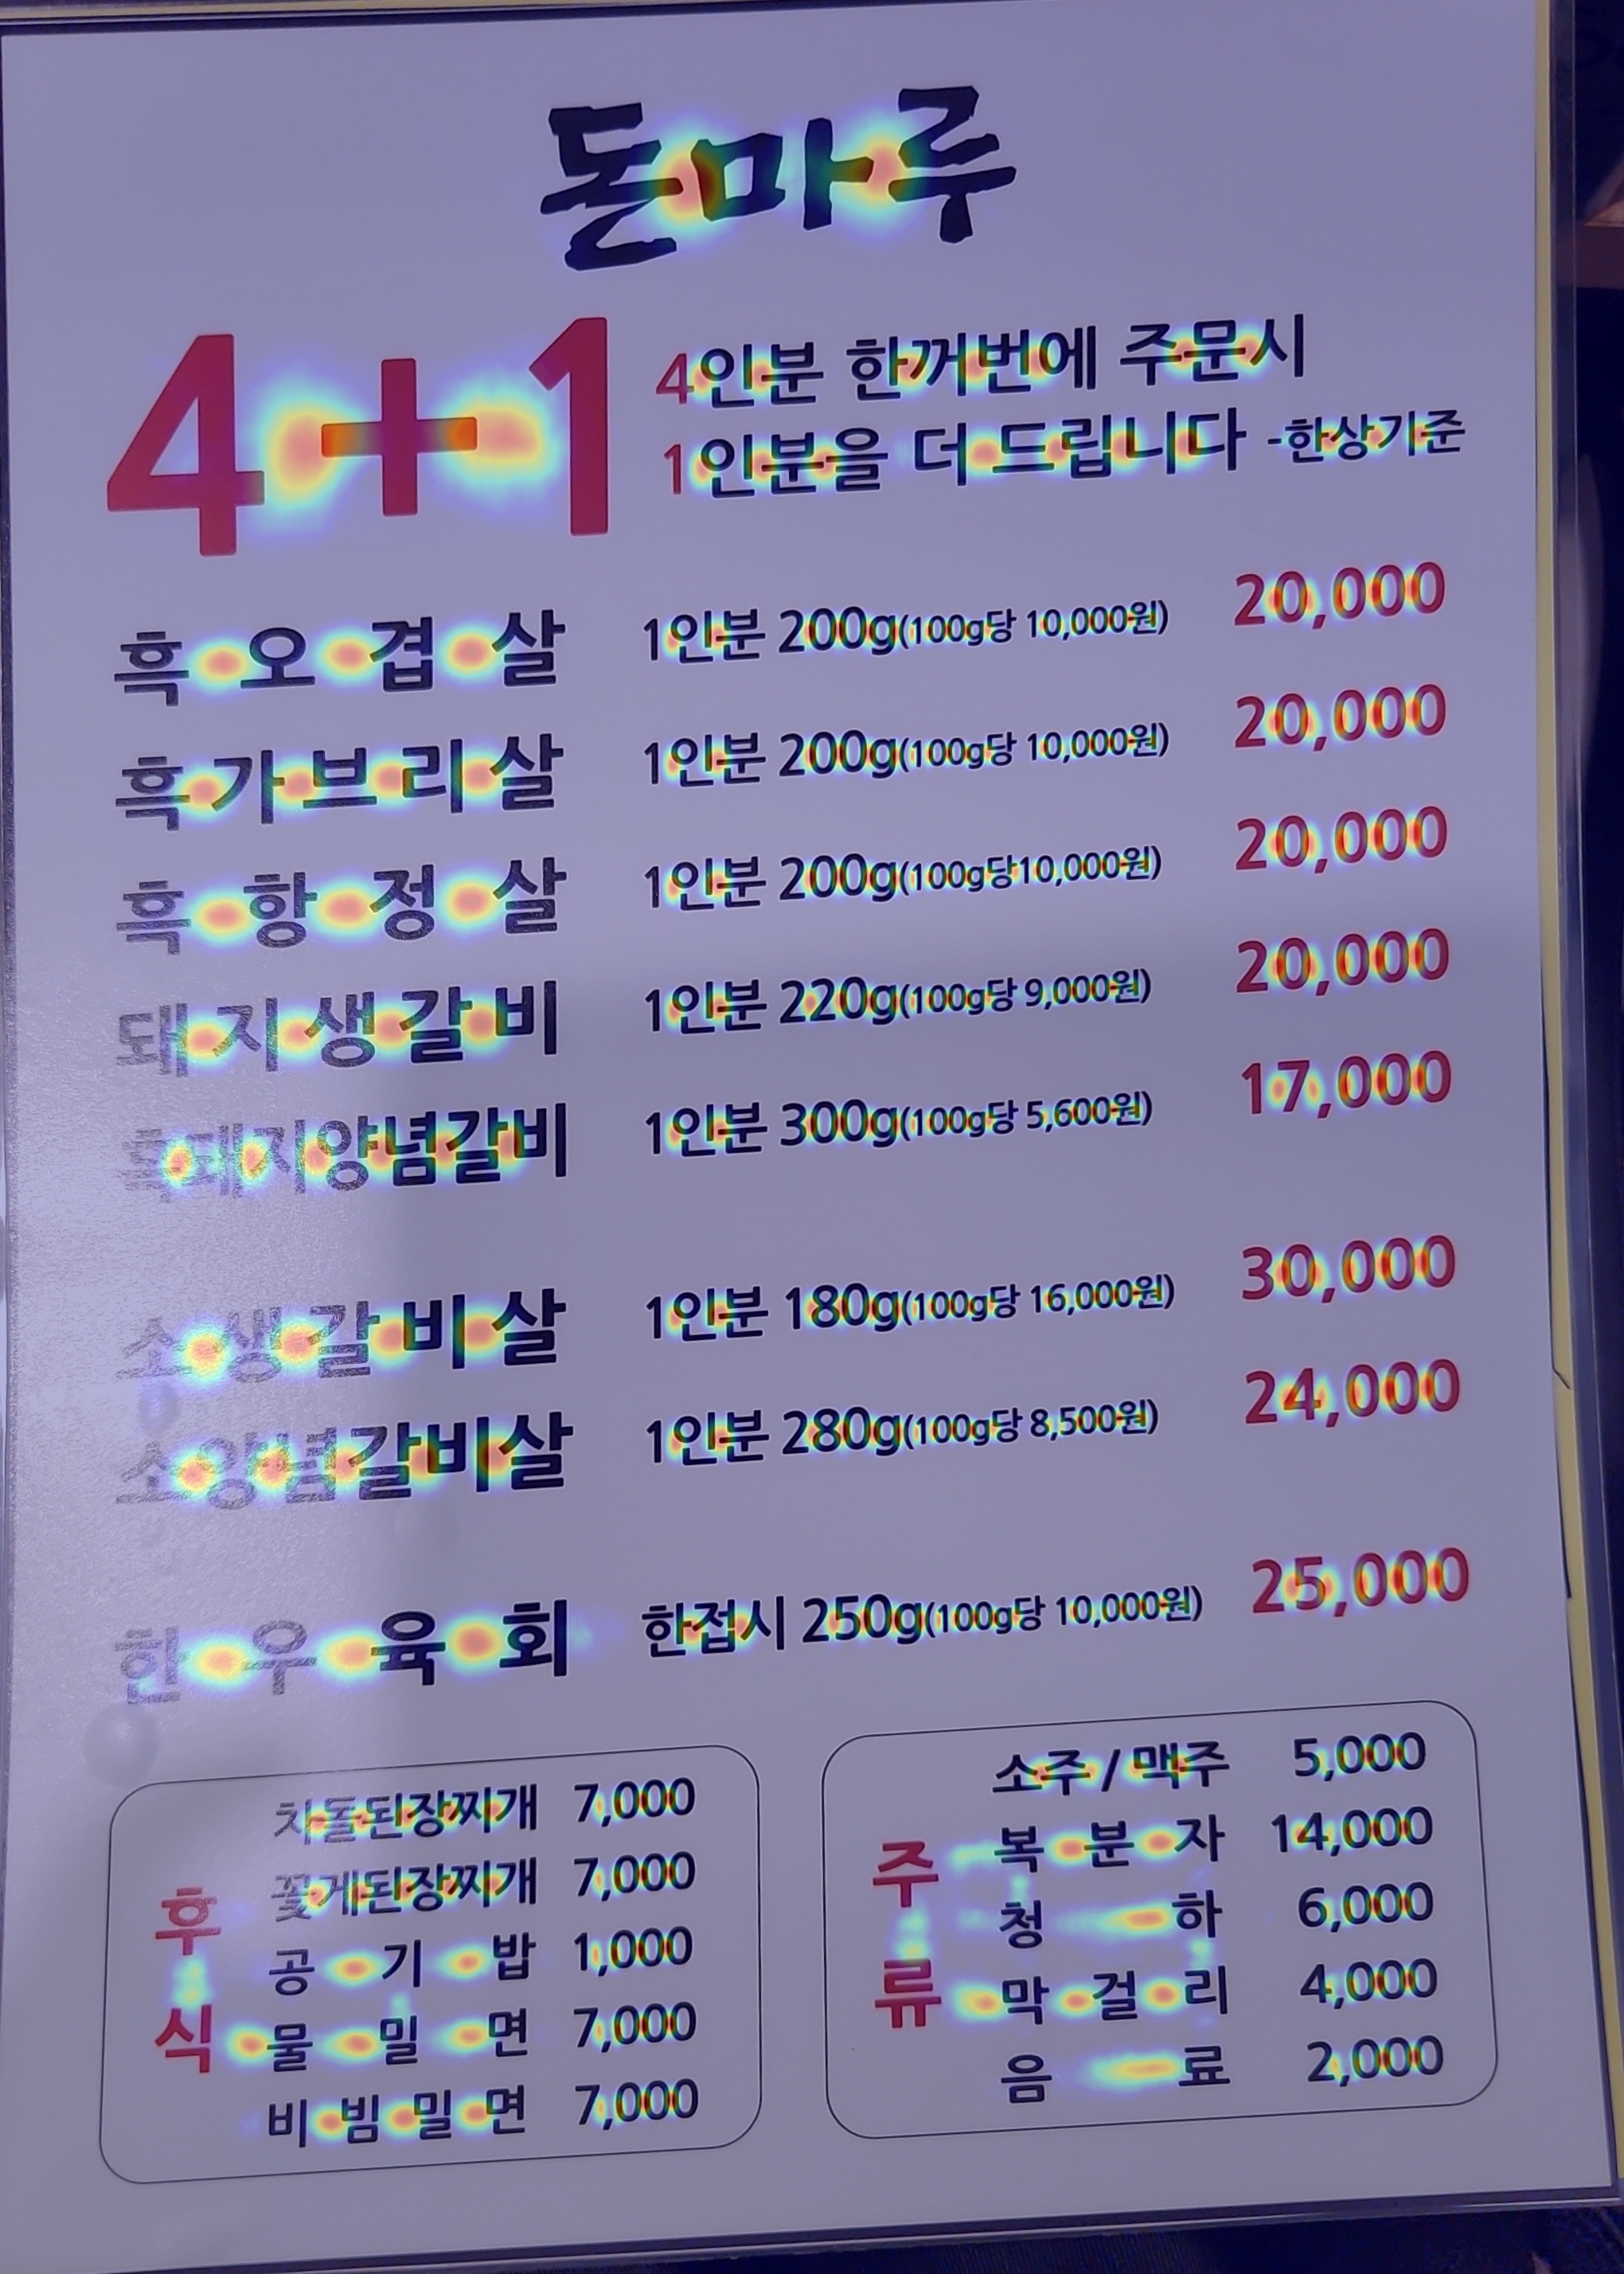 돈마루
4+1
4인분 한꺼번에 주문시
1인분을 더 드립니다 -한상기준
흑오겹살 1인분 200g(100g당 10,000원) 20,000
흑가브리살 1인분 200g(100g당 10,000원) 20,000
흑항정살 1인분 200g(100g당10,000원) 20,000
돼지생갈비 1인분 220g(100g당 9,000원) 20,000
흑돼지양념갈비 1인분 300g(100g당 5,600원) 17,000
소생갈비살 1인분 180g(100g당 16,000원) 30,000
소양념갈비살 1인분 280g(100g당 8,500원) 24,000
한우육회 한접시 250g(100g당 10,000원) 25,000
후식
차돌된장찌개 7,000
꽃게된장찌개 7,000
공기밥 1,000
물밀면 7,000
비빔밀면 7,000
주류
소주/맥주 5,000
복분자 14,000
청하 6,000
막걸리 4,000
음료 2,000